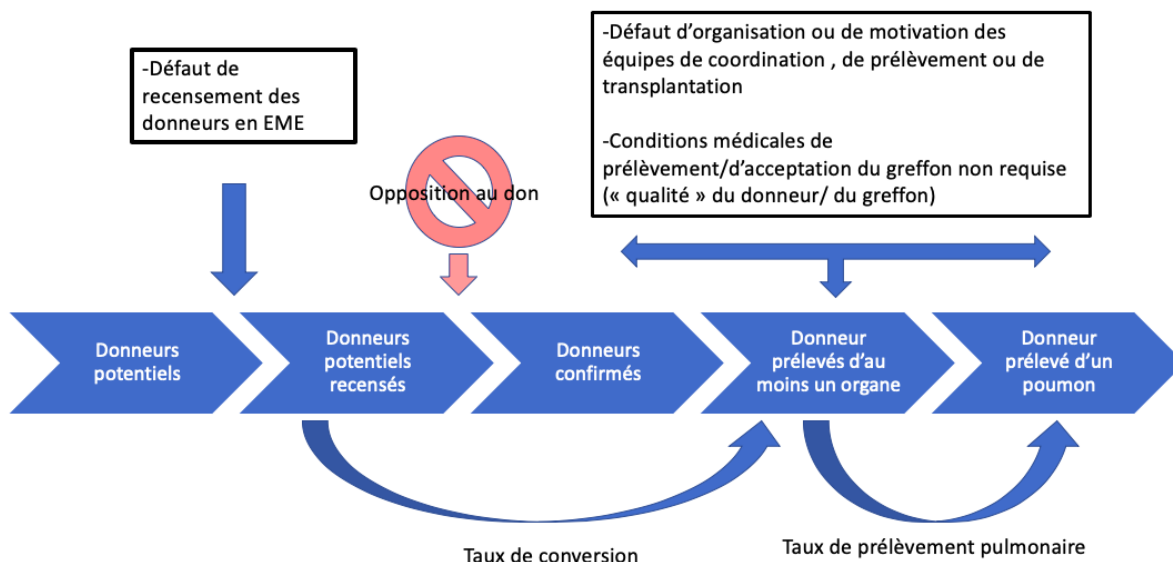 -Défaut de
recensement des
donneurs en EME
-Défaut d'organisation ou de motivation des
équipes de coordination , de prélèvement ou de
transplantation
-Conditions médicales de
prélèvement/d'acceptation du greffon non requise
(« qualité » du donneur/ du greffon)
Opposition au don
Donneurs
potentiels
Donneurs
potentiels
recensés
Donneurs
confirmés
Donneur
prélevés d'au
moins un organe
Donneur
prélevé d'un
poumon
Taux de conversion
Taux de prélèvement pulmonaire